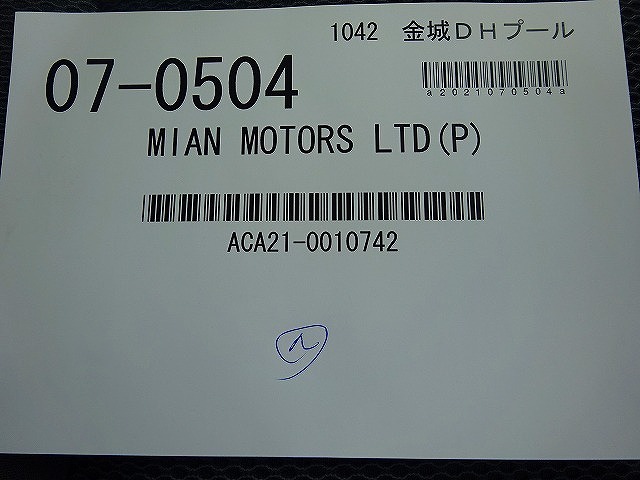 1042 金城DHプール
07-0504
a2021070504a
MIAN MOTORS LTD(P)
ACA21-0010742